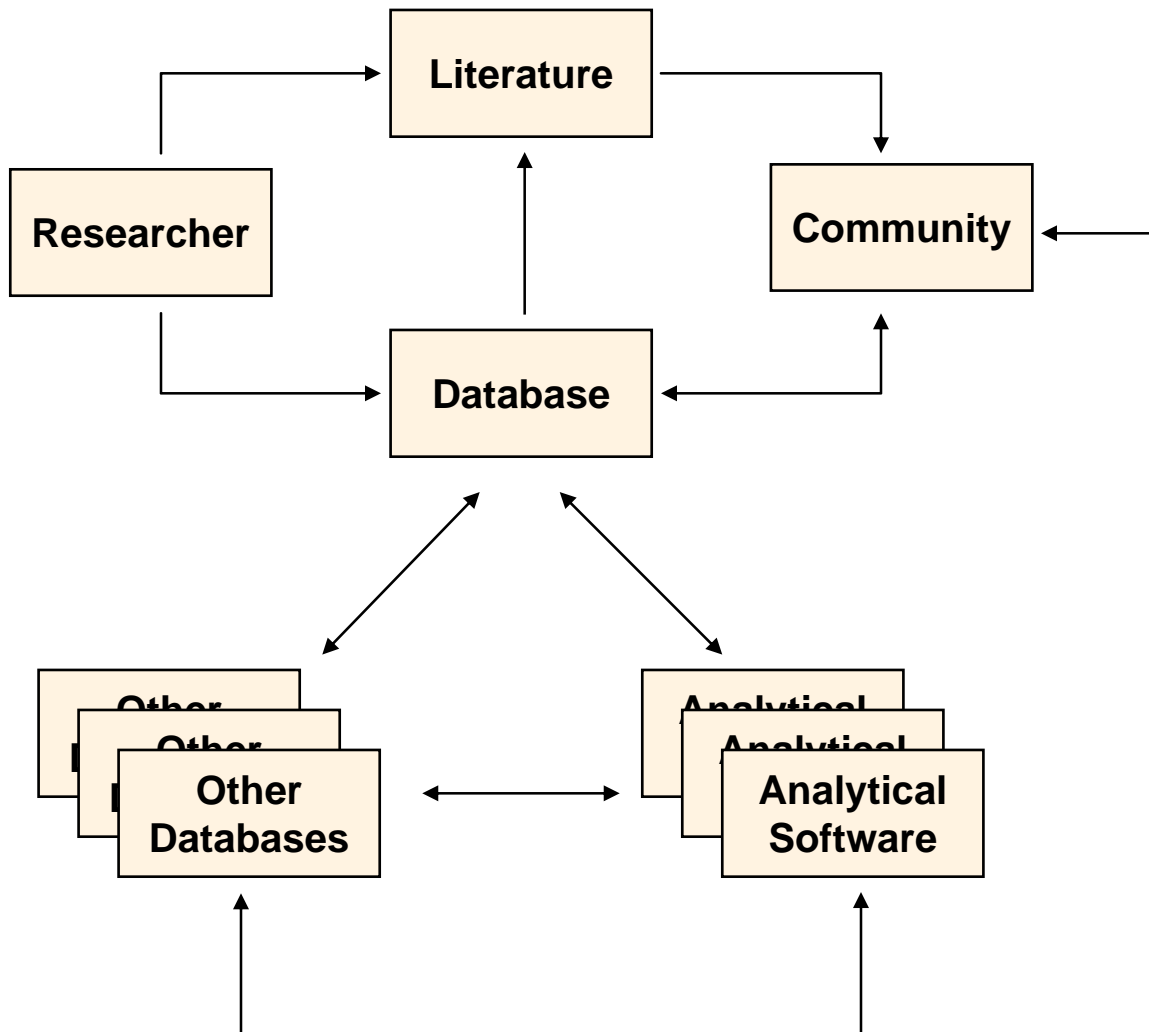 Literature
Researcher
Community
Database
Other
Other
Other
Databases
Analytical
Analytical
Analytical
Software